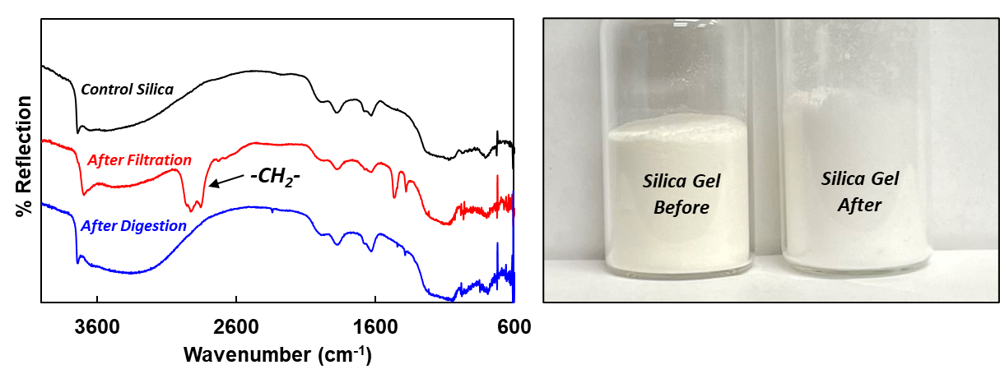 % Reflection
Control Silica
After Filtration
-CH2-
After Digestion
3600
2600
1600
600
Wavenumber (cm-1)
Silica Gel
Before
Silica Gel
After